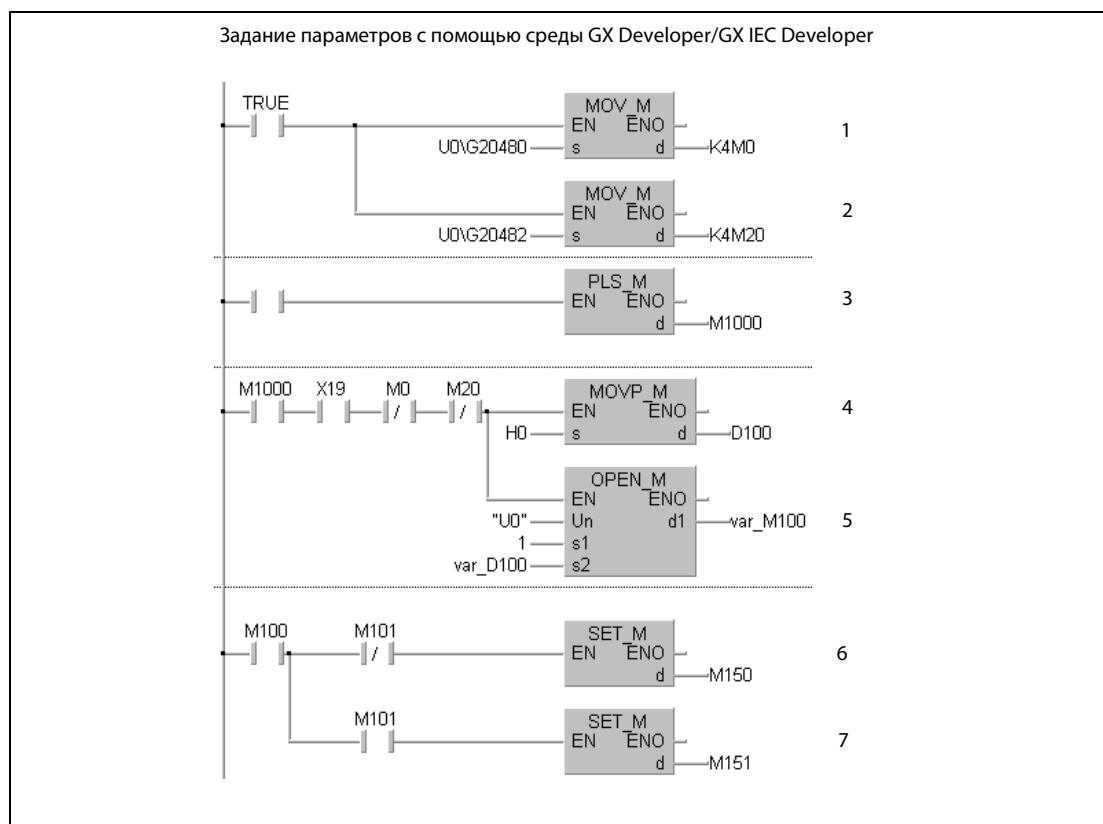 Задание параметров с помощью среды GX Developer/GX IEC Developer
TRUE
MOV_M
EN ENO
U0\G20480 s d K4M0
1
MOV_M
EN ENO
U0\G20482 s d K4M20
2
PLS_M
EN ENO
d M1000
3
M1000 X19 M0 M20
/ /
MOVP_M
EN ENO
H0 s d D100
4
OPEN_M
EN ENO
"U0" Un d1 var_M100
1 s1
var_D100 s2
5
M100 M101
/
SET_M
EN ENO
d M150
6
M101
SET_M
EN ENO
d M151
7